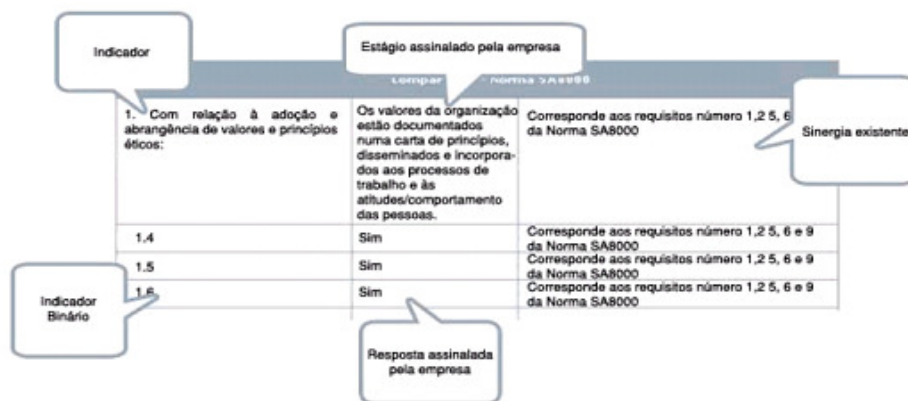 Indicador
Estágio assinalado pela empresa
Norma SA8000
Sinergia existente
1. Com relação à adoção e
abrangência de valores e princípios
éticos:
Os valores da organização
estão documentados
numa carta de princípios,
disseminados e incorpora-
dos aos processos de
trabalho e às
atitudes/comportamento
das pessoas.
Corresponde aos requisitos número 1,2 5, 6
da Norma SA8000
1.4
Sim
Corresponde aos requisitos número 1,2 5, 6 e 9
da Norma SA8000
1.5
Sim
Corresponde aos requisitos número 1,2 5, 6 e 9
da Norma SA8000
1.6
Sim
Corresponde aos requisitos número 1,2 5, 6 e 9
da Norma SA8000
Indicador
Binário
Resposta assinalada
pela empresa